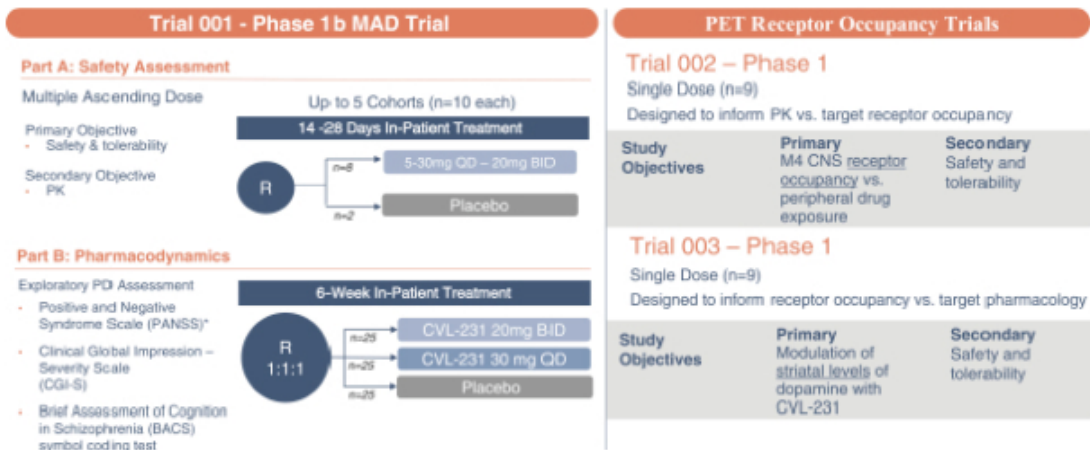 Trial 001 - Phase 1b MAD Trial
Part A: Safety Assessment
Multiple Ascending Dose
Primary Objective
- Safety & tolerability
Secondary Objective
- PK
Up to 5 Cohorts (n=10 each)
14 -28 Days In-Patient Treatment
R
n=8
5-30mg QD – 20mg BID
n=2
Placebo
Part B: Pharmacodynamics
Exploratory PD Assessment
- Positive and Negative
Syndrome Scale (PANSS)*
- Clinical Global Impression –
Severity Scale
(CGI-S)
- Brief Assessment of Cognition
in Schizophrenia (BACS)
symbol coding test
6-Week In-Patient Treatment
R
1:1:1
n=25
CVL-231 20mg BID
n=25
CVL-231 30 mg QD
n=25
Placebo
PET Receptor Occupancy Trials
Trial 002 – Phase 1
Single Dose (n=9)
Designed to inform PK vs. target receptor occupancy
Study
Objectives
Primary
M4 CNS receptor
occupancy vs.
peripheral drug
exposure
Secondary
Safety and
tolerability
Trial 003 – Phase 1
Single Dose (n=9)
Designed to inform receptor occupancy vs. target pharmacology
Study
Objectives
Primary
Modulation of
striatal levels of
dopamine with
CVL-231
Secondary
Safety and
tolerability